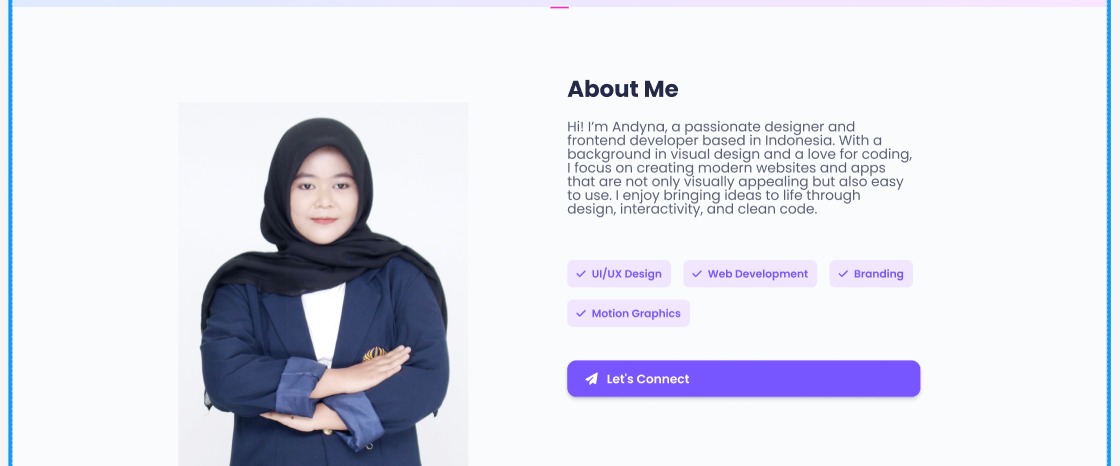 About Me
Hi! I’m Andyna, a passionate designer and
frontend developer based in Indonesia. With a
background in visual design and a love for coding,
I focus on creating modern websites and apps
that are not only visually appealing but also easy
to use. I enjoy bringing ideas to life through
design, interactivity, and clean code.
UI/UX Design
Web Development
Branding
Motion Graphics
Let's Connect